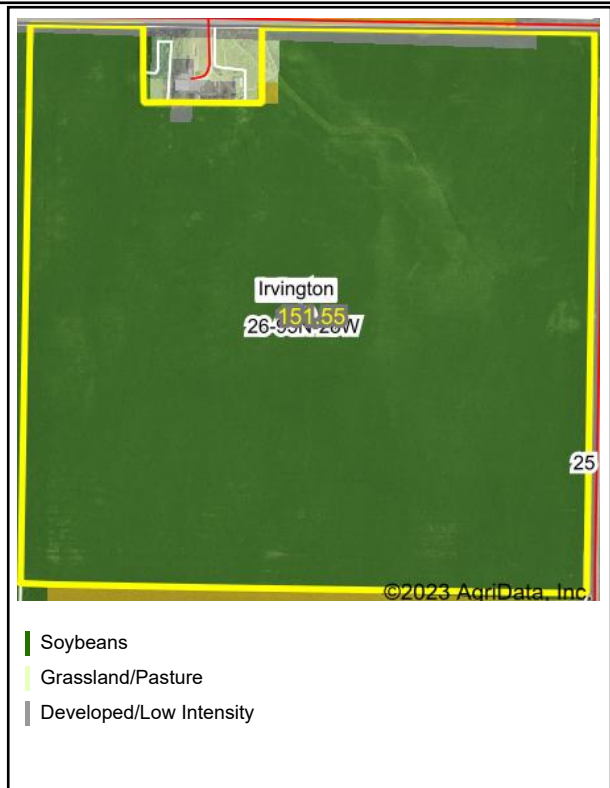 Irvington
151.55
25
©2023 AgriData, Inc.
Soybeans
Grassland/Pasture
Developed/Low Intensity